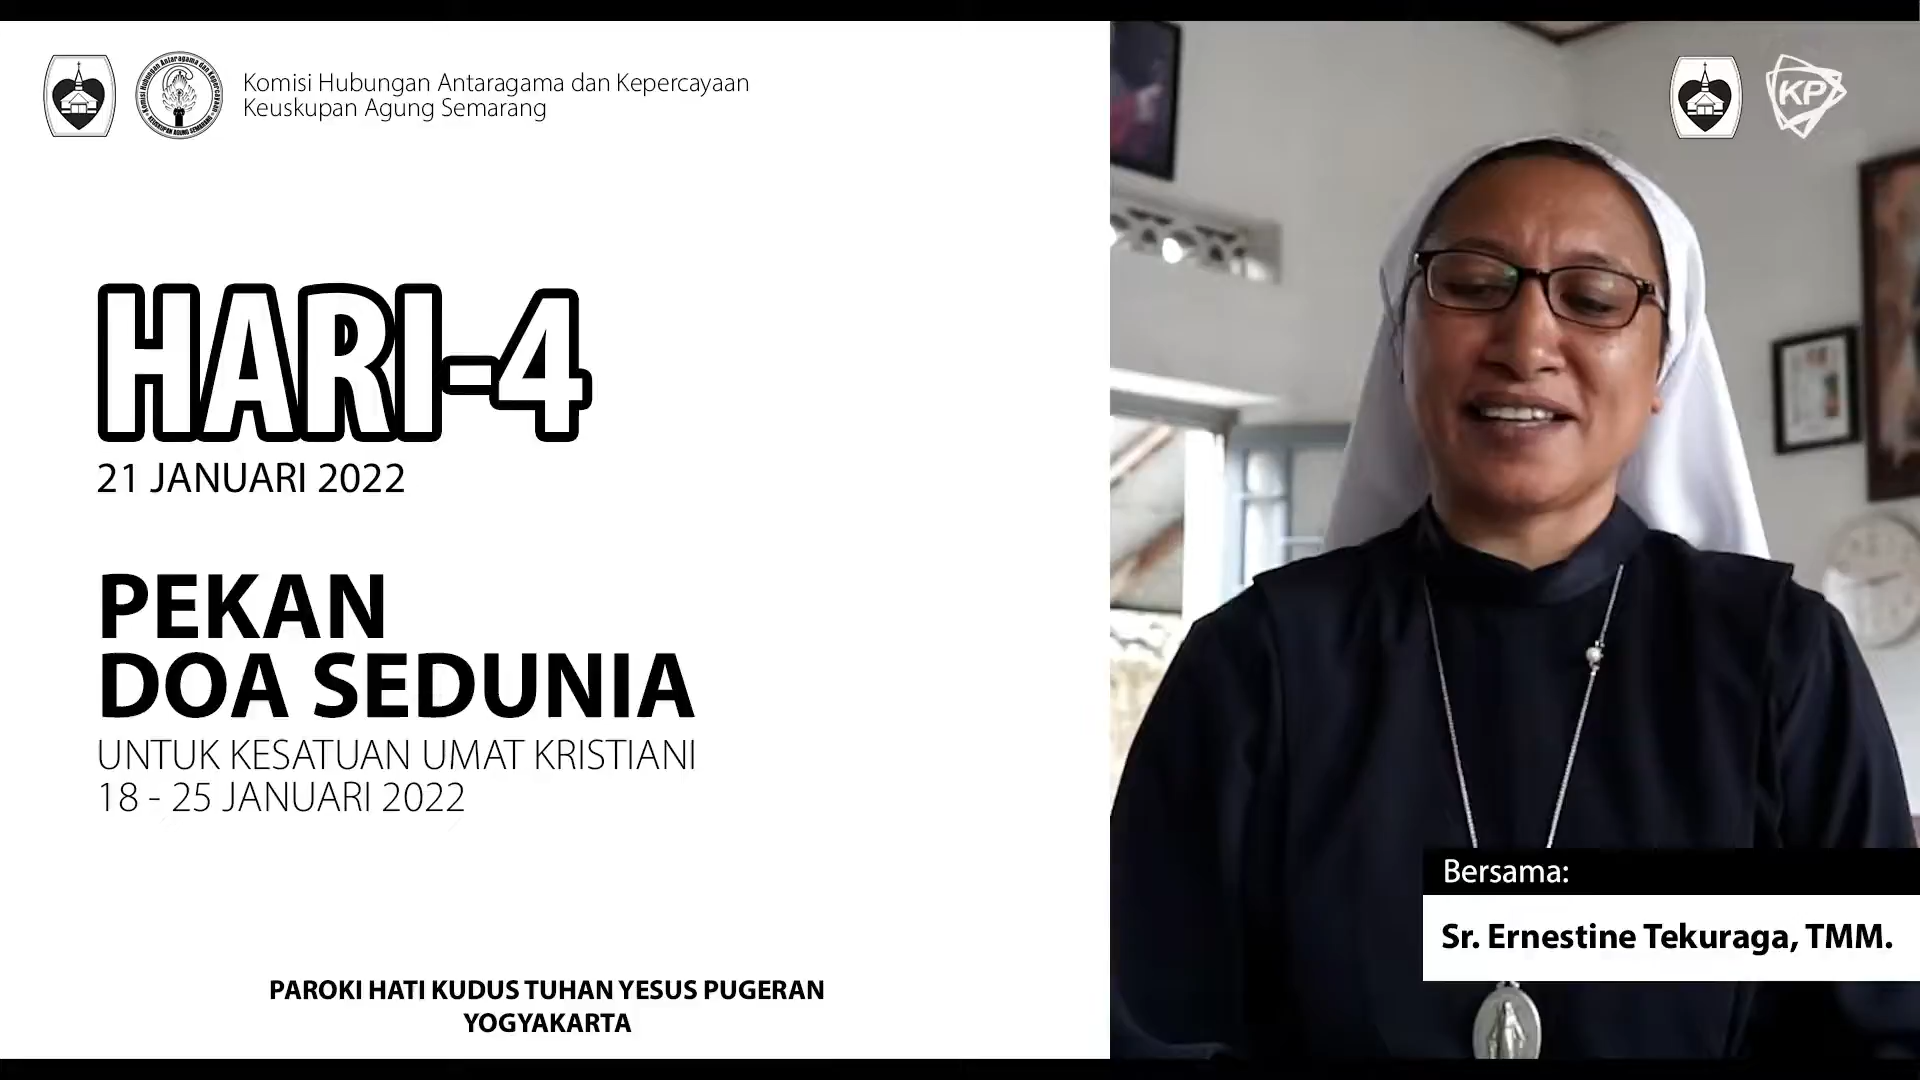 Komisi Hubungan Antaragama dan Kepercayaan
Keuskupan Agung Semarang
KP
HARI-4
21 JANUARI 2022
PEKAN
DOA SEDUNIA
UNTUK KESATUAN UMAT KRISTIANI
18 - 25 JANUARI 2022
Bersama:
Sr. Ernestine Tekuraga, TMM.
PAROKI HATI KUDUS TUHAN YESUS PUGERAN
YOGYAKARTA